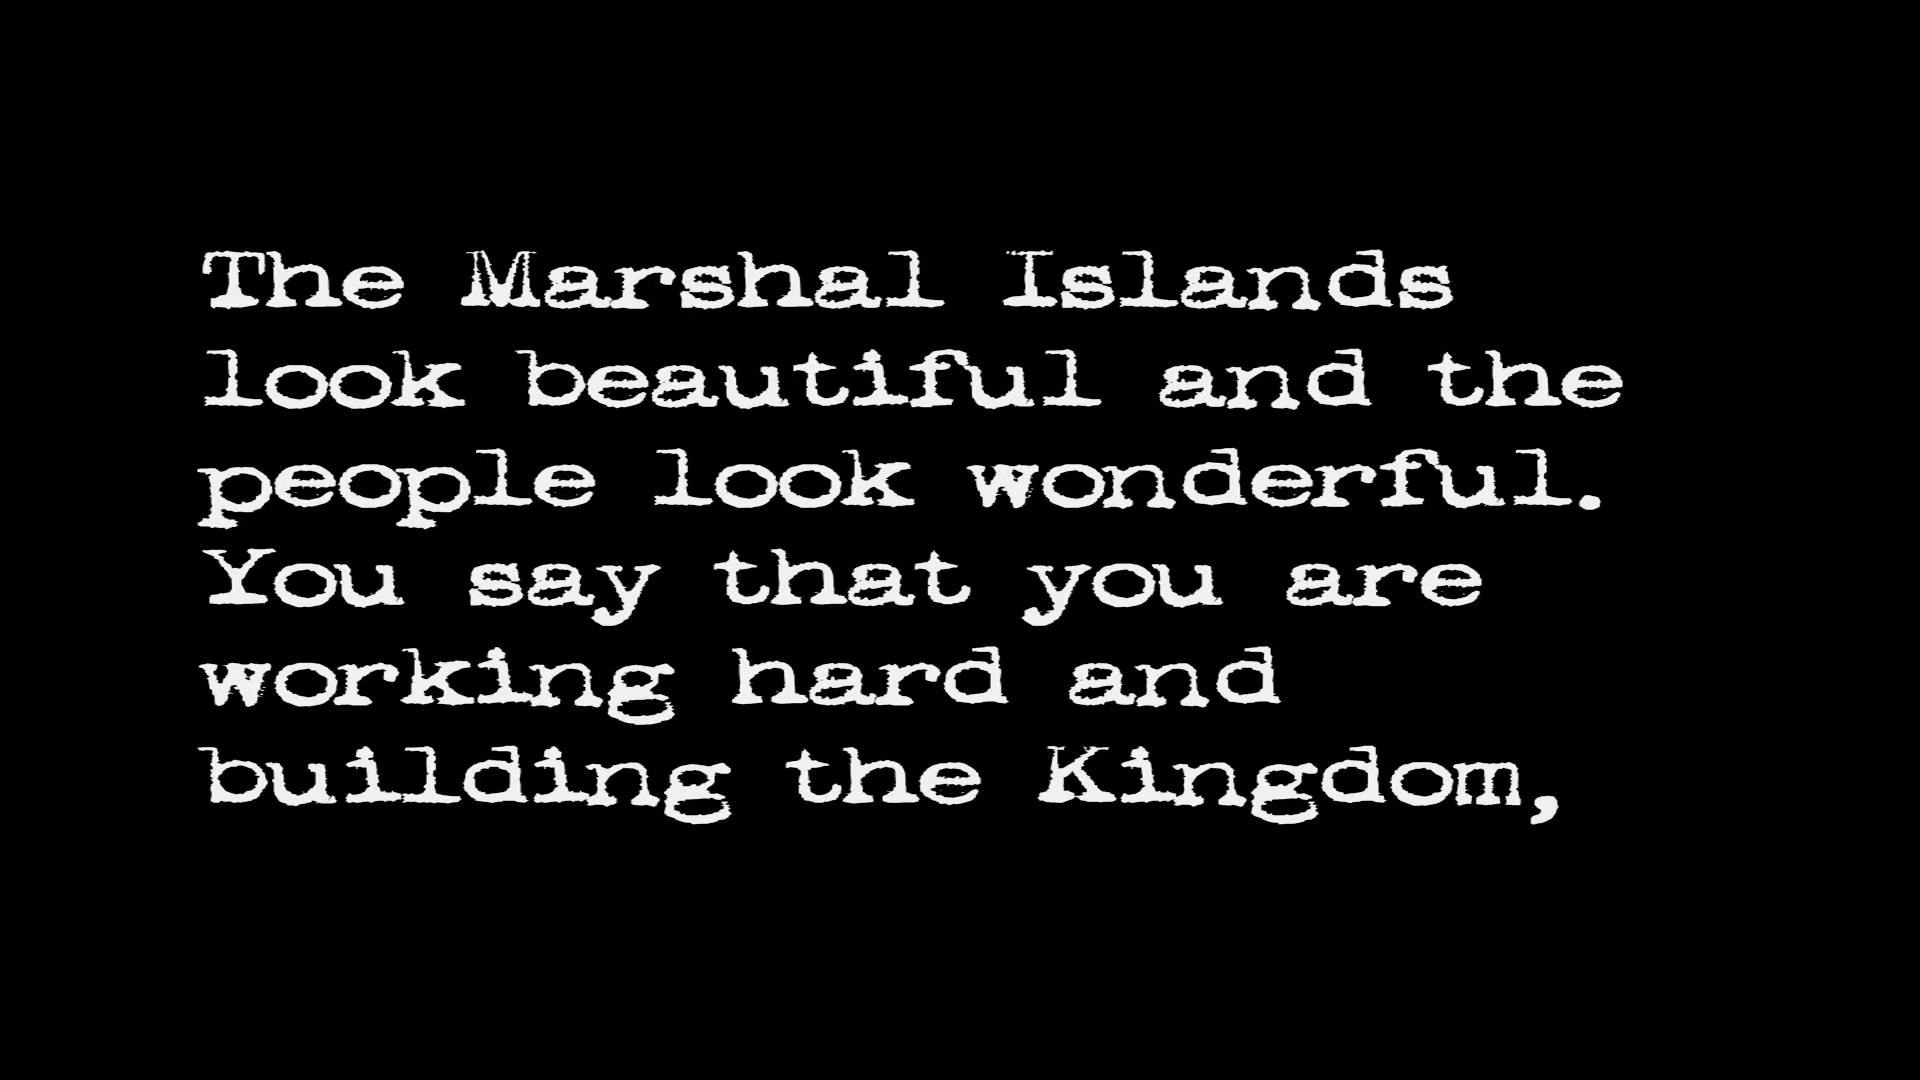 The Marshal Islands
look beautiful and the
people look wonderful.
You say that you are
working hard and
building the Kingdom,